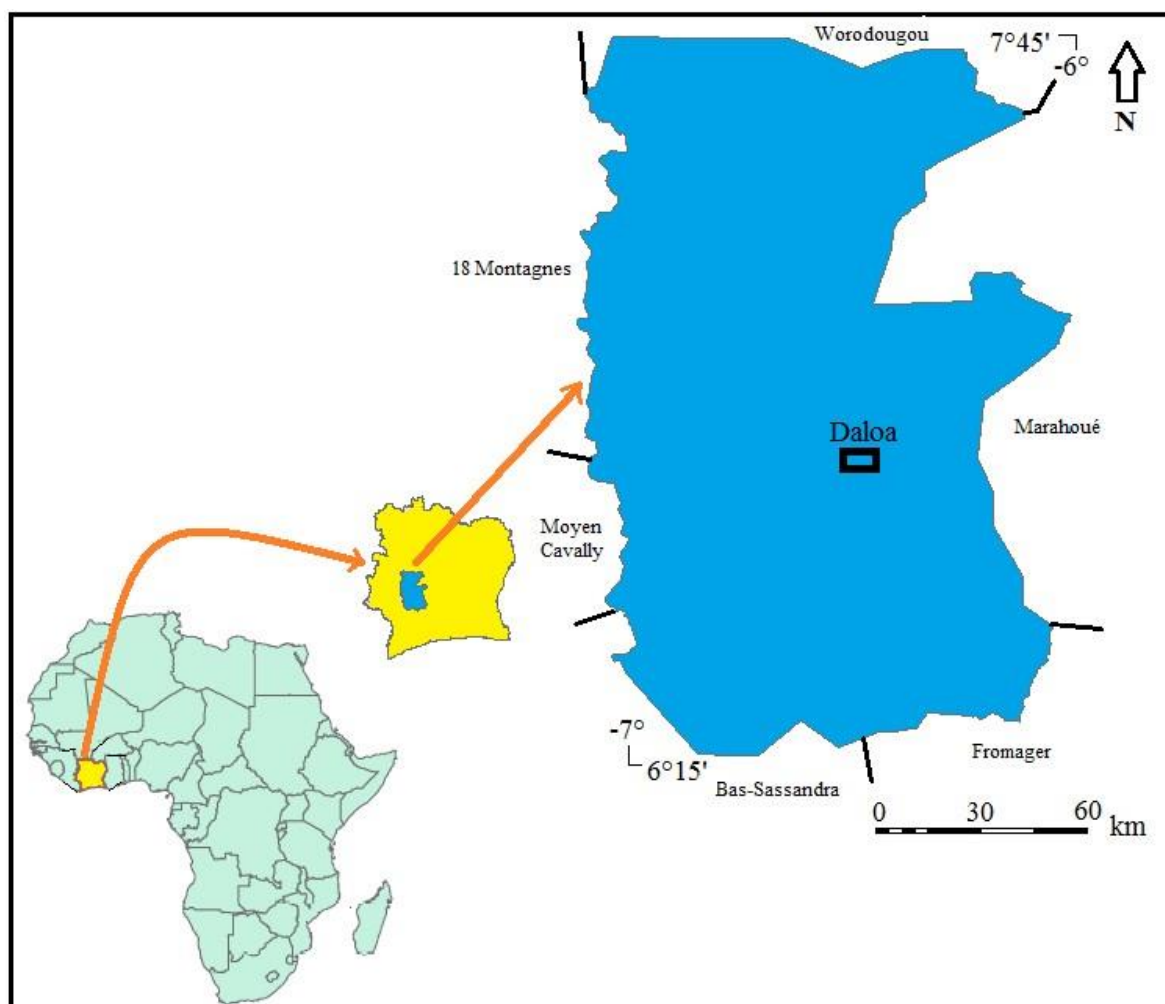 Worodougou
7°45'
-6°
N
18 Montagnes
Daloa
Marahoué
Moyen
Cavally
-7°
6°15'
Fromager
Bas-Sassandra
0 30 60 km